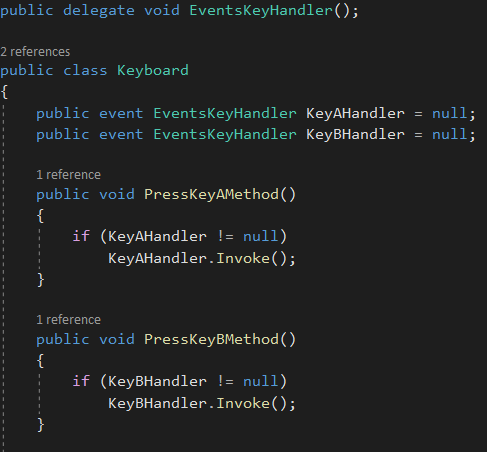 public delegate void EventsKeyHandler();
2 references
public class Keyboard
{
public event EventsKeyHandler KeyAHandler = null;
public event EventsKeyHandler KeyBHandler = null;
1 reference
public void PressKeyAMethod()
{
if (KeyAHandler != null)
KeyAHandler.Invoke();
}
1 reference
public void PressKeyBMethod()
{
if (KeyBHandler != null)
KeyBHandler.Invoke();
}